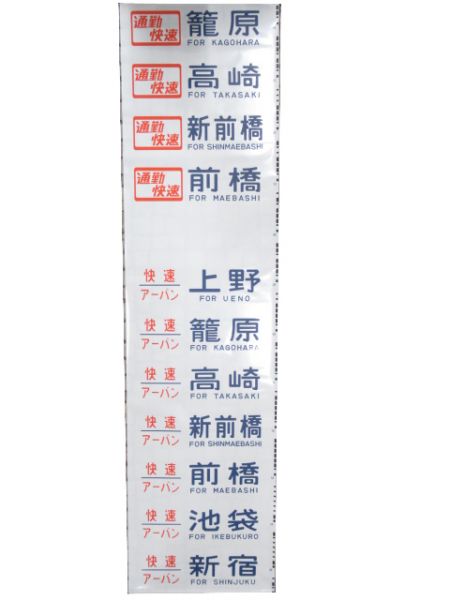 通勤快速 籠原
FOR KAGOHARA
通勤快速 高崎
FOR TAKASAKI
通勤快速 新前橋
FOR SHINMAEBASHI
通勤快速 前橋
FOR MAEBASHI
快速 アーバン 上野
FOR UENO
快速 アーバン 籠原
FOR KAGOHARA
快速 アーバン 高崎
FOR TAKASAKI
快速 アーバン 新前橋
FOR SHINMAEBASHI
快速 アーバン 前橋
FOR MAEBASHI
快速 アーバン 池袋
FOR IKEBUKURO
快速 アーバン 新宿
FOR SHINJUKU